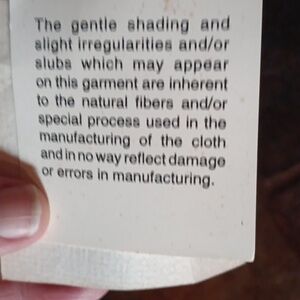 The gentle shading and
slight irregularities and/or
slubs which may appear
on this garment are inherent
to the natural fibers and/or
special process used in the
manufacturing of the cloth
and in no way reflect damage
or errors in manufacturing.